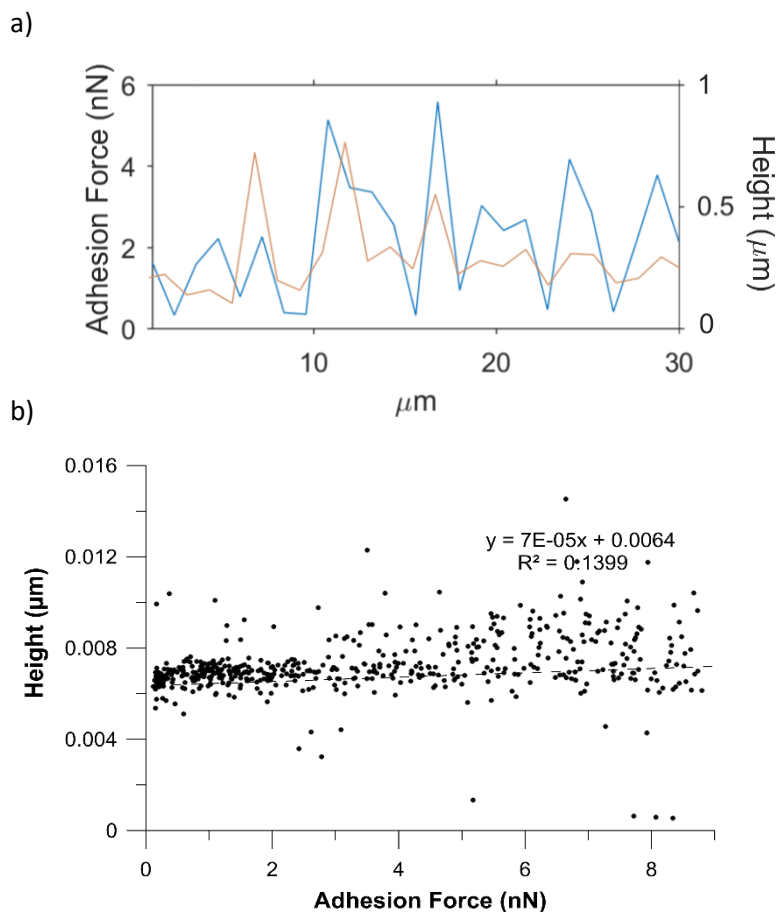 a)
Adhesion Force (nN)
6
4
2
0
1
0.5
0
Height (μm)
10
20
30
μm
b)
Height (μm)
0.016
0.012
0.008
0.004
0
y = 7E-05x + 0.0064
R² = 0.1399
0
2
4
6
8
Adhesion Force (nN)